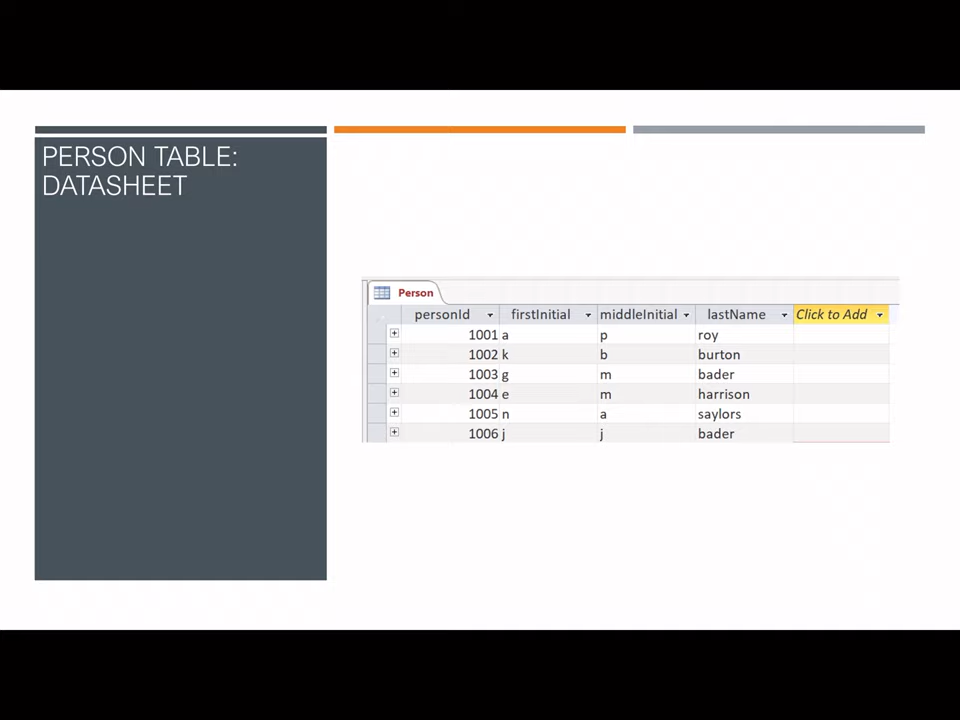 PERSON TABLE:
DATASHEET
Person
personId firstInitial middleInitial lastName Click to Add
1001 a p roy
1002 k b burton
1003 g m bader
1004 e m harrison
1005 n a saylors
1006 j j bader